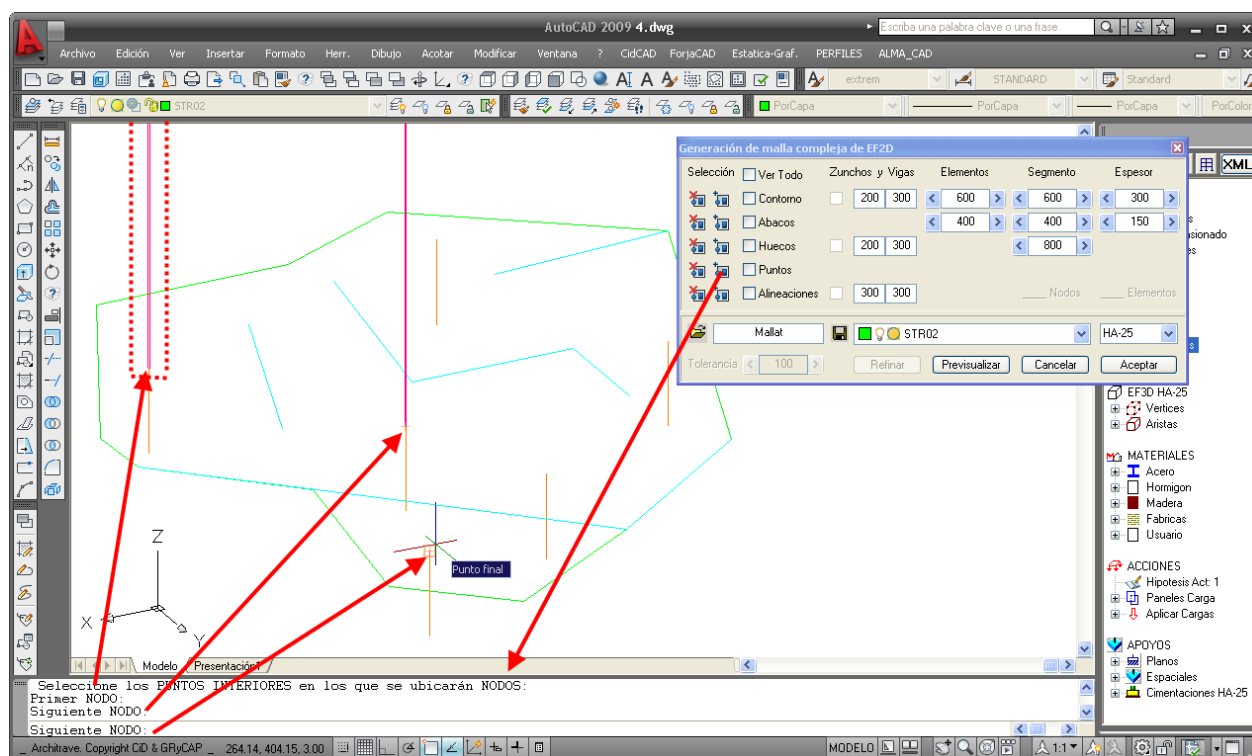 AutoCAD 2009 4.dwg
Escriba una palabra clave o una frase
Archivo Edición Ver Insertar Formato Herr. Dibujo Acotar Modificar Ventana ? CidCAD ForjaCAD Estatica-Graf. PERFILES ALMA_CAD
extrem STANDARD Standard
STR02 PorCapa PorCapa PorCapa PorColor
Generación de malla compleja de EF2D
Selección Ver Todo Zunchos y Vigas Elementos Segmento Espesor
Contorno 200 300 600 600 300
Abacos 400 400 150
Huecos 200 300 800
Puntos
Alineaciones 300 300 Nodos Elementos
Mallat STR02 HA-25
Tolerancia 100 Refinar Previsualizar Cancelar Aceptar
XML
EF3D HA-25
Vertices
Aristas
MATERIALES
Acero
Hormigon
Madera
Fabricas
Usuario
ACCIONES
Hipotesis Act: 1
Paneles Carga
Aplicar Cargas
APOYOS
Planos
Espaciales
Cimentaciones HA-25
Punto final
Z
X
Y
Modelo Presentación1
Seleccione los PUNTOS INTERIORES en los que se ubicarán NODOS:
Primer NODO:
Siguiente NODO:
Siguiente NODO:
_ Architrave. Copyright CiD & GRyCAP _ 264.14, 404.15, 3.00 MODELO 1:1